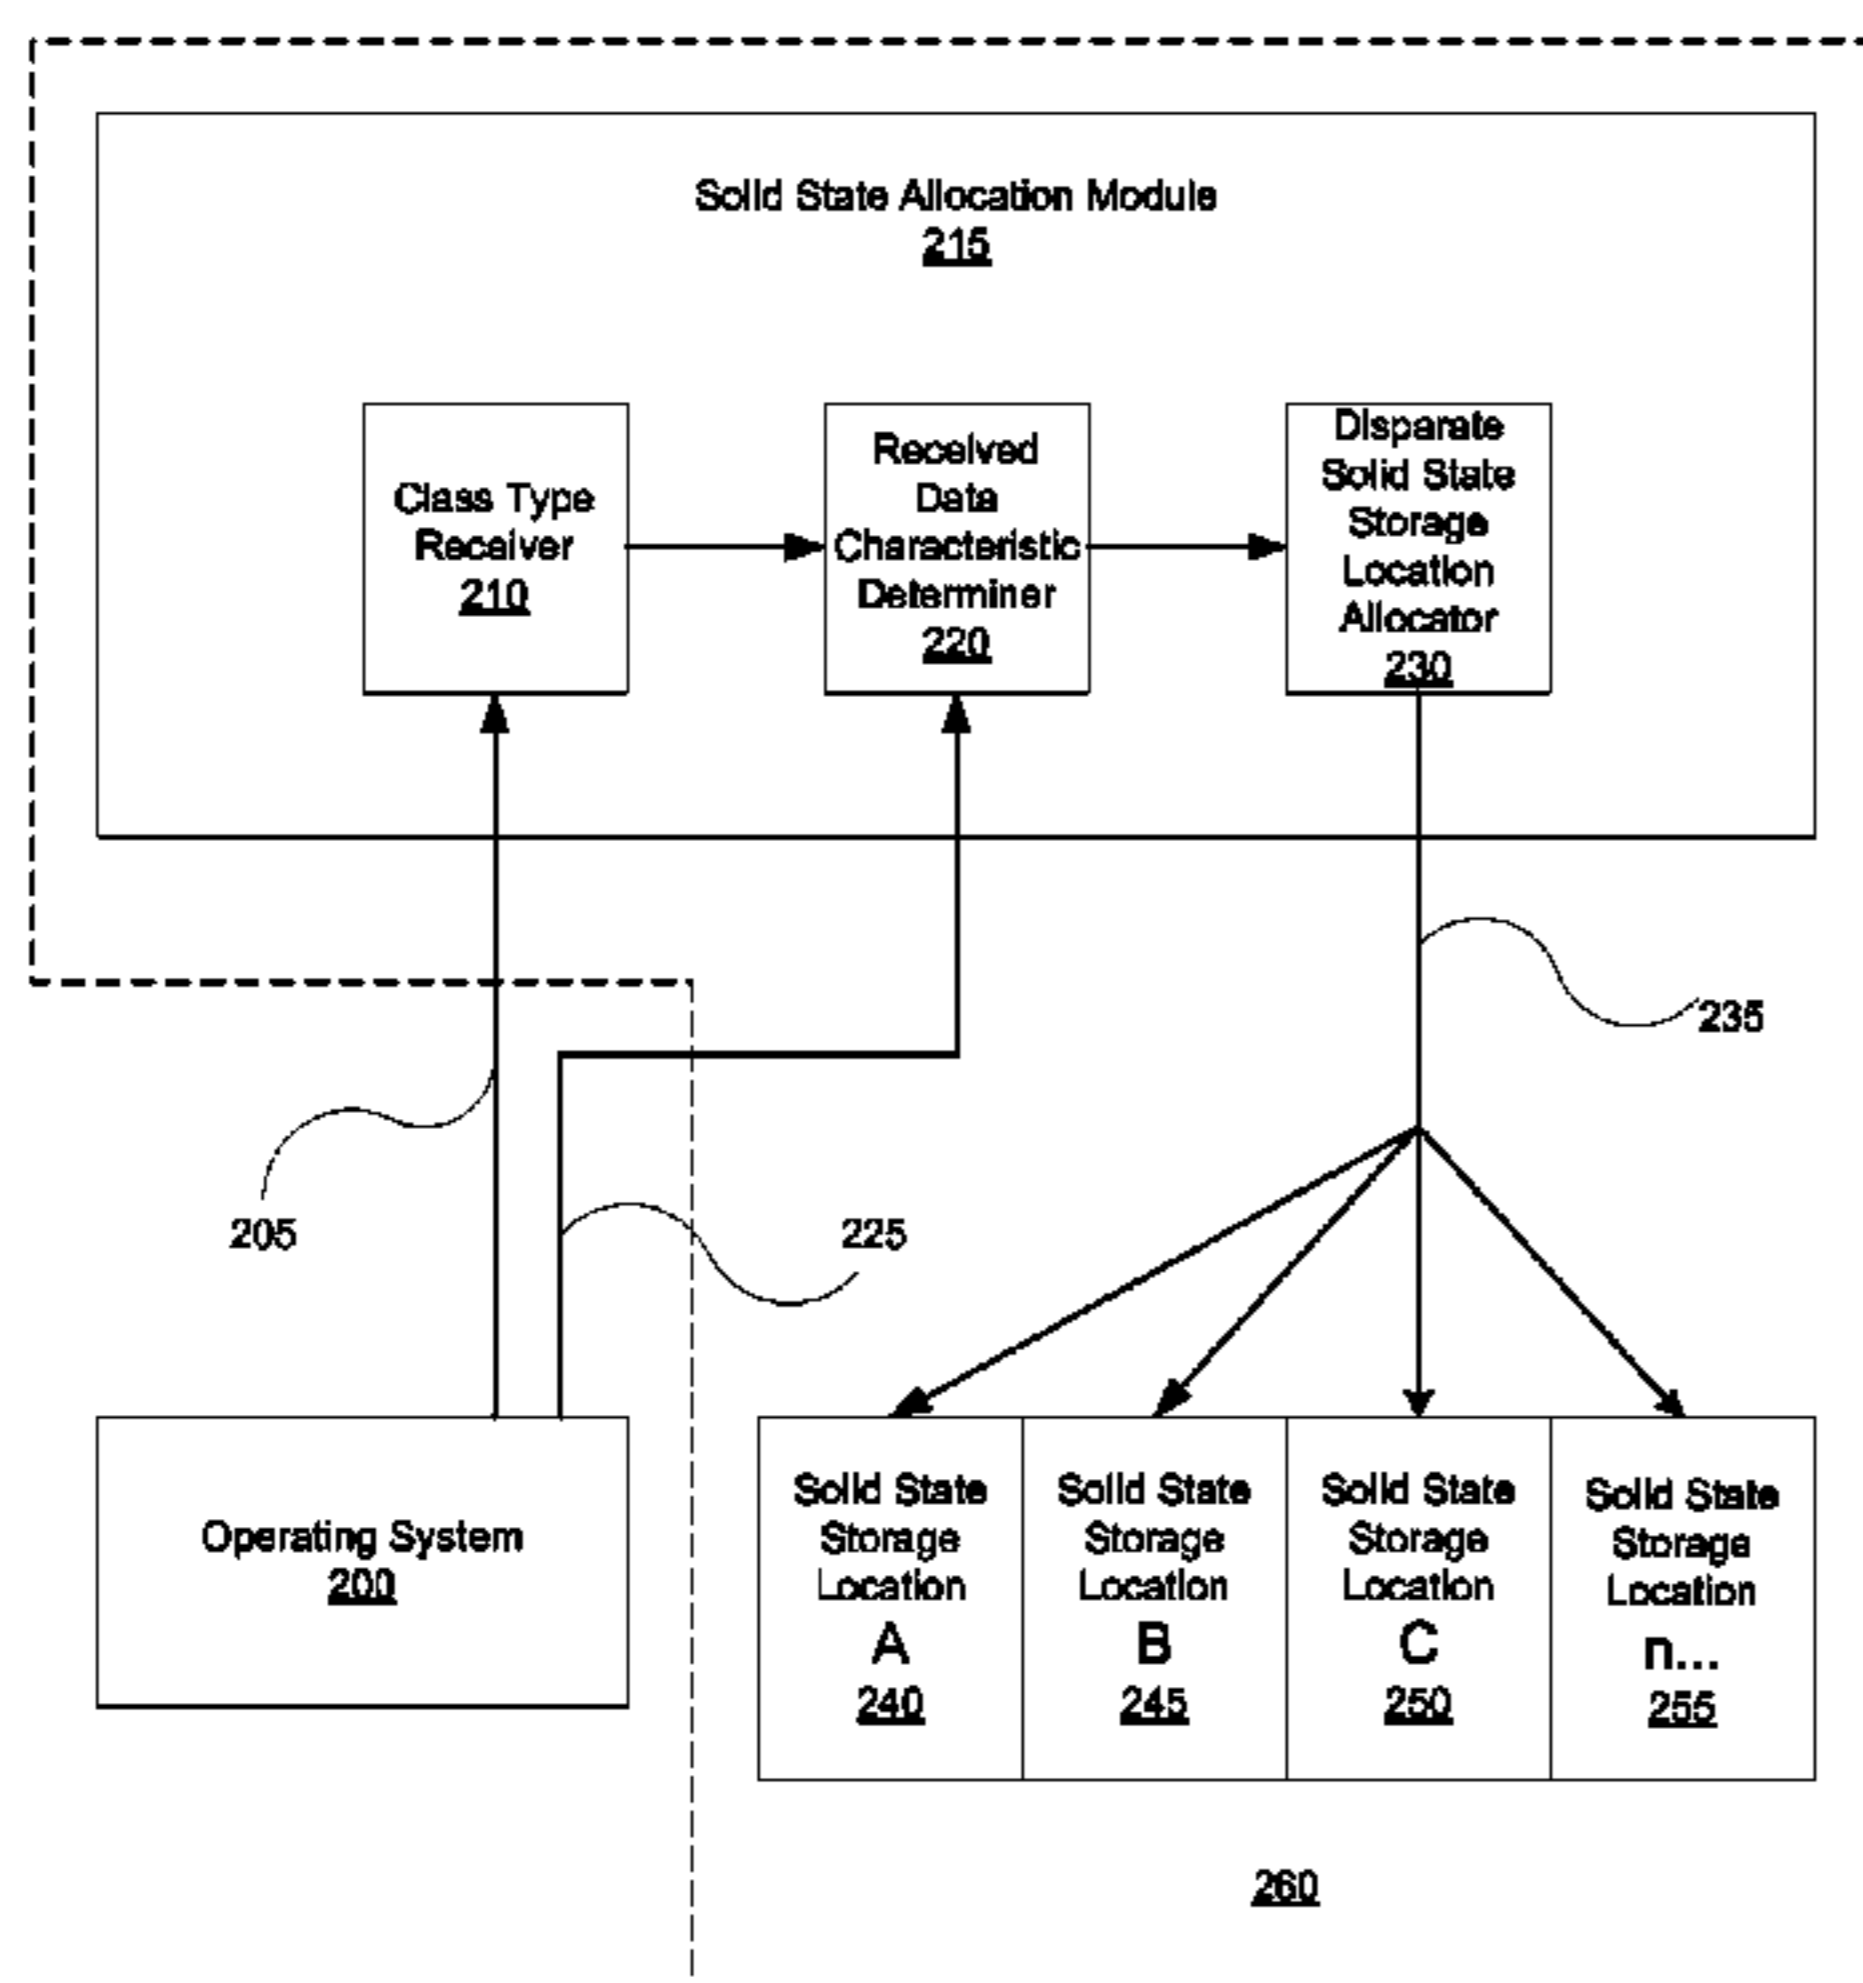 Solid State Allocation Module
215
Class Type
Receiver
210
Received
Data
Characteristic
Determiner
220
Disparate
Solid State
Storage
Location
Allocator
230
235
205
225
Operating System
200
Solid State
Storage
Location
A
240
Solid State
Storage
Location
B
245
Solid State
Storage
Location
C
250
Solid State
Storage
Location
n...
255
260